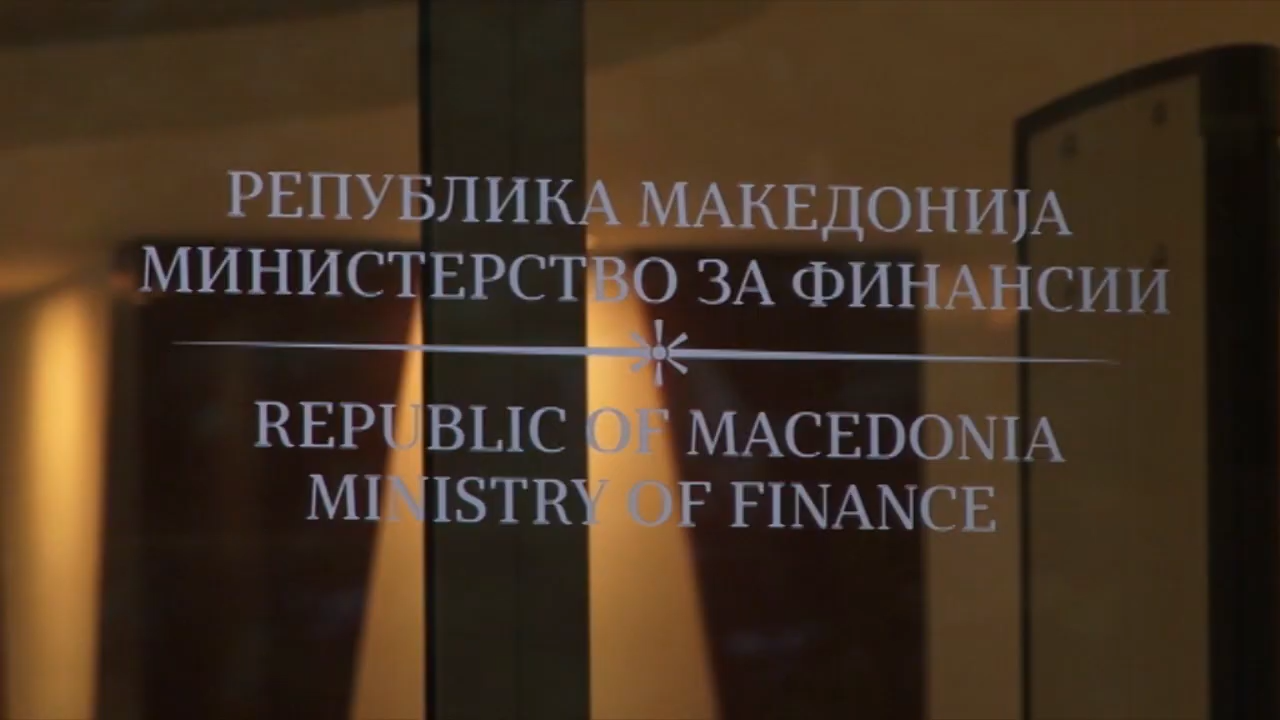 РЕПУБЛИКА МАКЕДОНИЈА
МИНИСТЕРСТВО ЗА ФИНАНСИИ
REPUBLIC OF MACEDONIA
MINISTRY OF FINANCE